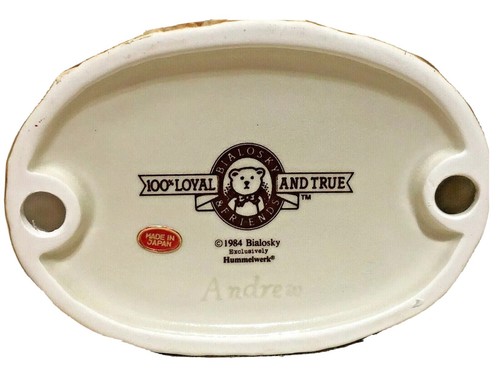 BIALOSKY
100% LOYAL AND TRUE
& FRIENDS
TM
MADE IN
JAPAN
©1984 Bialosky
Exclusively
Hummelwerk®
Andrew